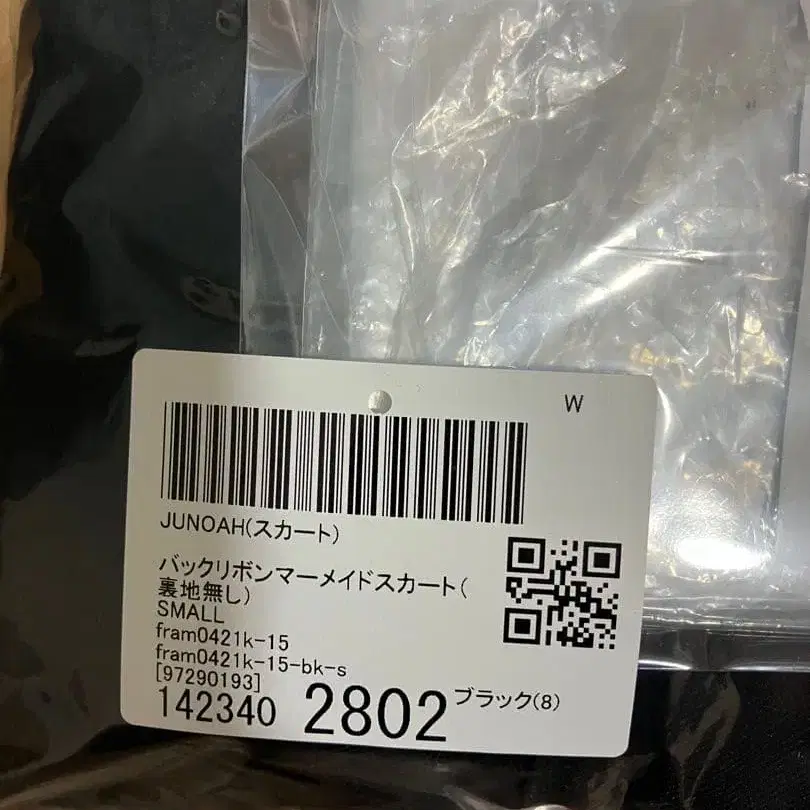 W
JUNOAH(スカート)
バックリボンマーメイドスカート(
裏地無し)
SMALL
fram0421k-15
fram0421k-15-bk-s
[97290193]
142340 2802 ブラック(8)